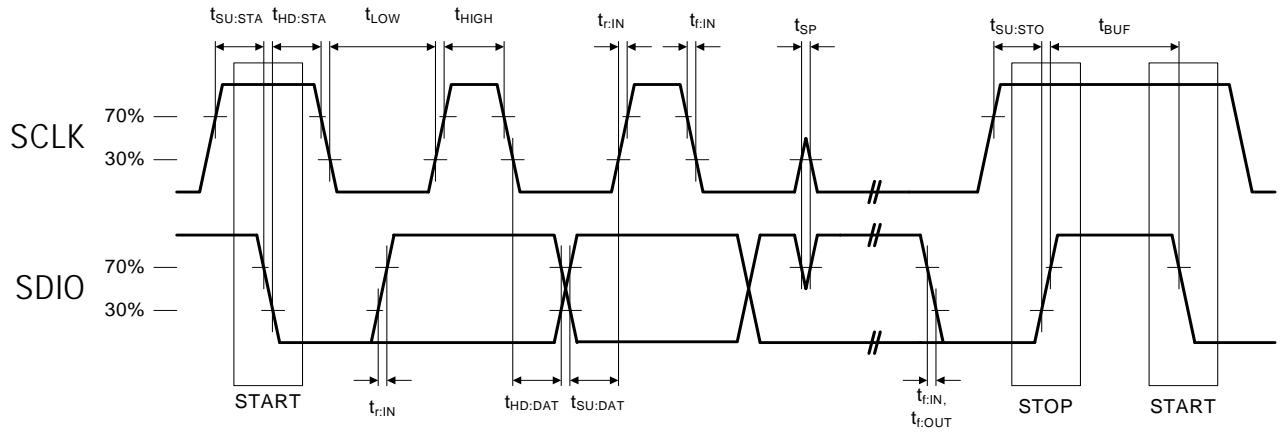 tSU:STA tHD:STA tLOW tHIGH tr:IN tf:IN tSP tSU:STO tBUF
SCLK
70%
30%
SDIO
70%
30%
START
tr:IN
tHD:DAT tSU:DAT
tf:IN,
tf:OUT
STOP
START